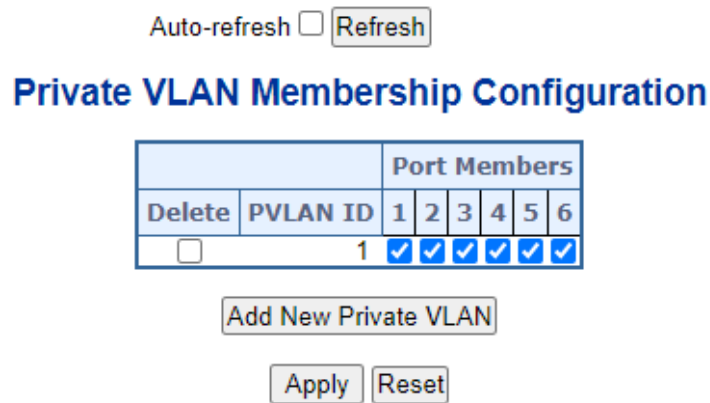 Auto-refresh Refresh
Private VLAN Membership Configuration
Port Members
Delete PVLAN ID 1 2 3 4 5 6
1
Add New Private VLAN
Apply Reset